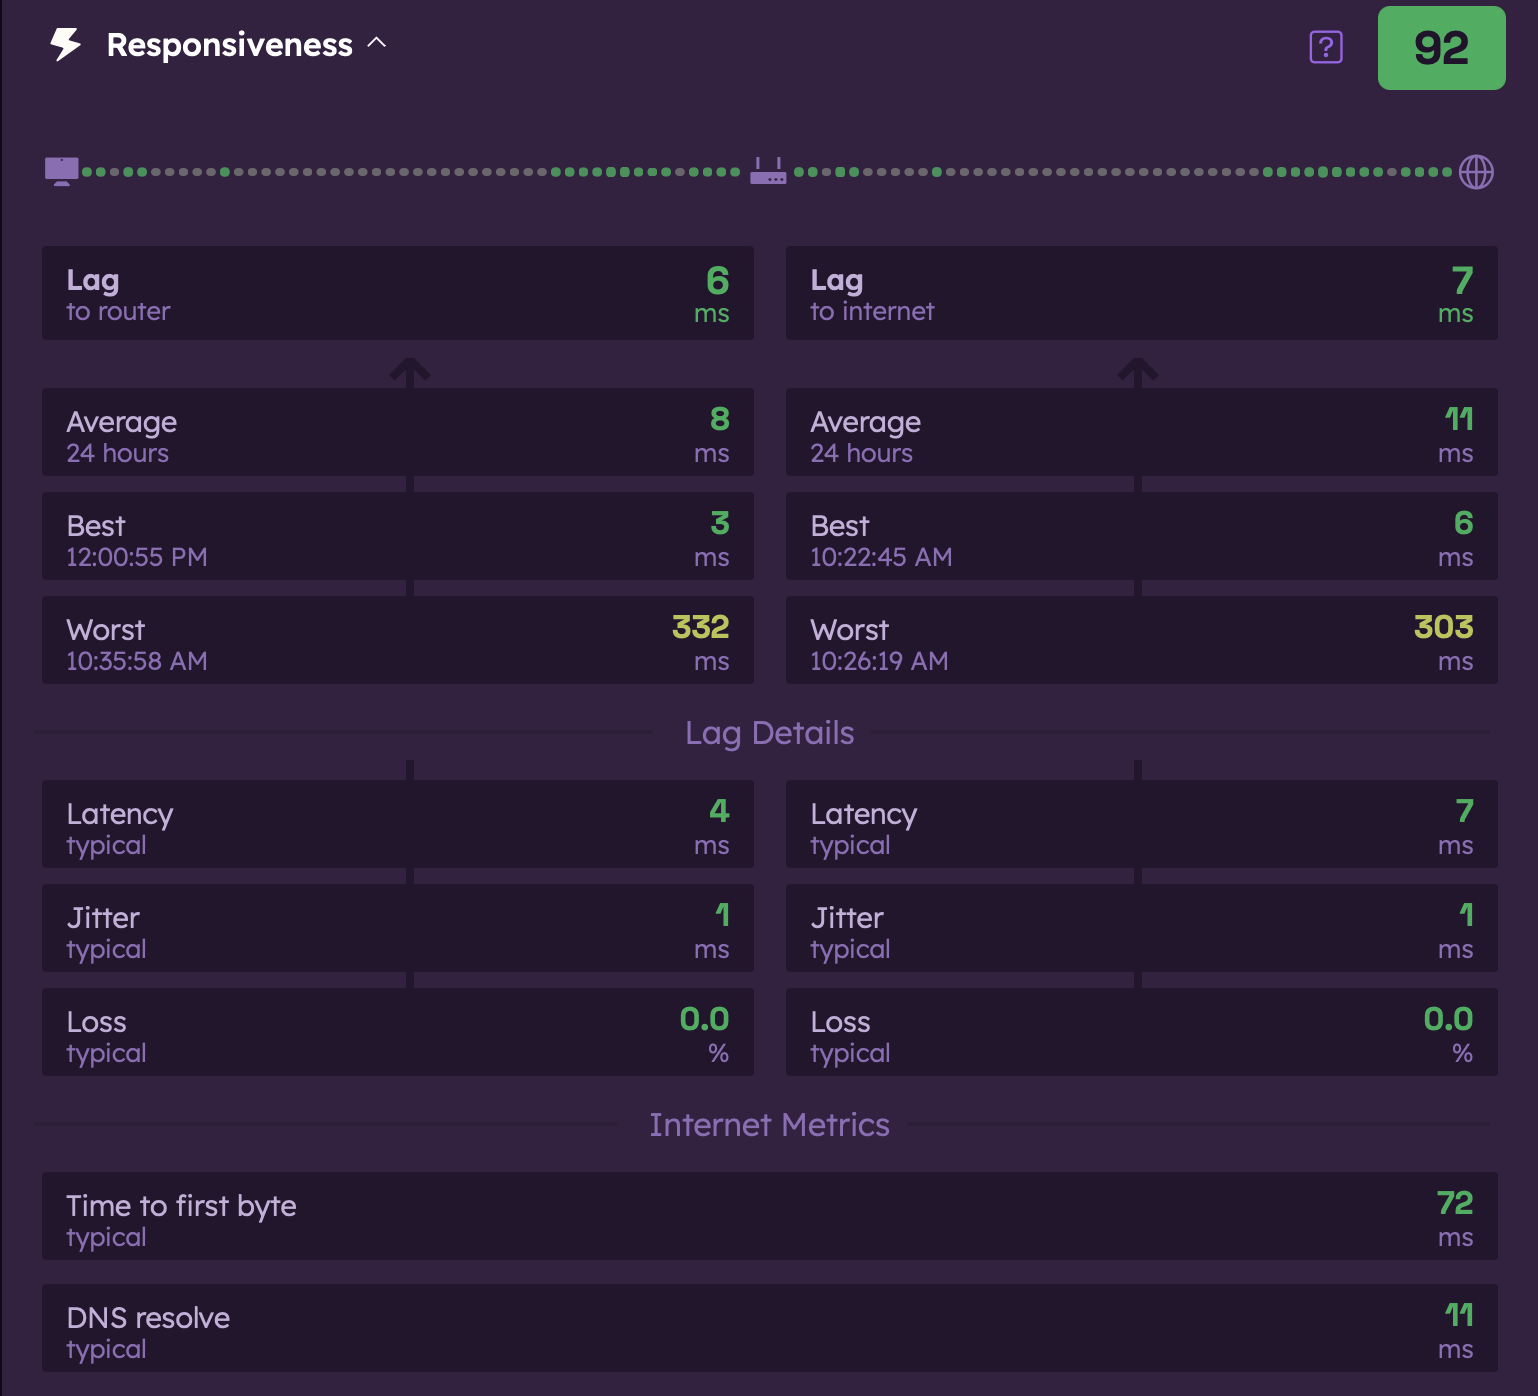 Responsiveness
?
92
Lag
to router
6
ms
Lag
to internet
7
ms
Average
24 hours
8
ms
Average
24 hours
11
ms
Best
12:00:55 PM
3
ms
Best
10:22:45 AM
6
ms
Worst
10:35:58 AM
332
ms
Worst
10:26:19 AM
303
ms
Lag Details
Latency
typical
4
ms
Latency
typical
7
ms
Jitter
typical
1
ms
Jitter
typical
1
ms
Loss
typical
0.0
%
Loss
typical
0.0
%
Internet Metrics
Time to first byte
typical
72
ms
DNS resolve
typical
11
ms